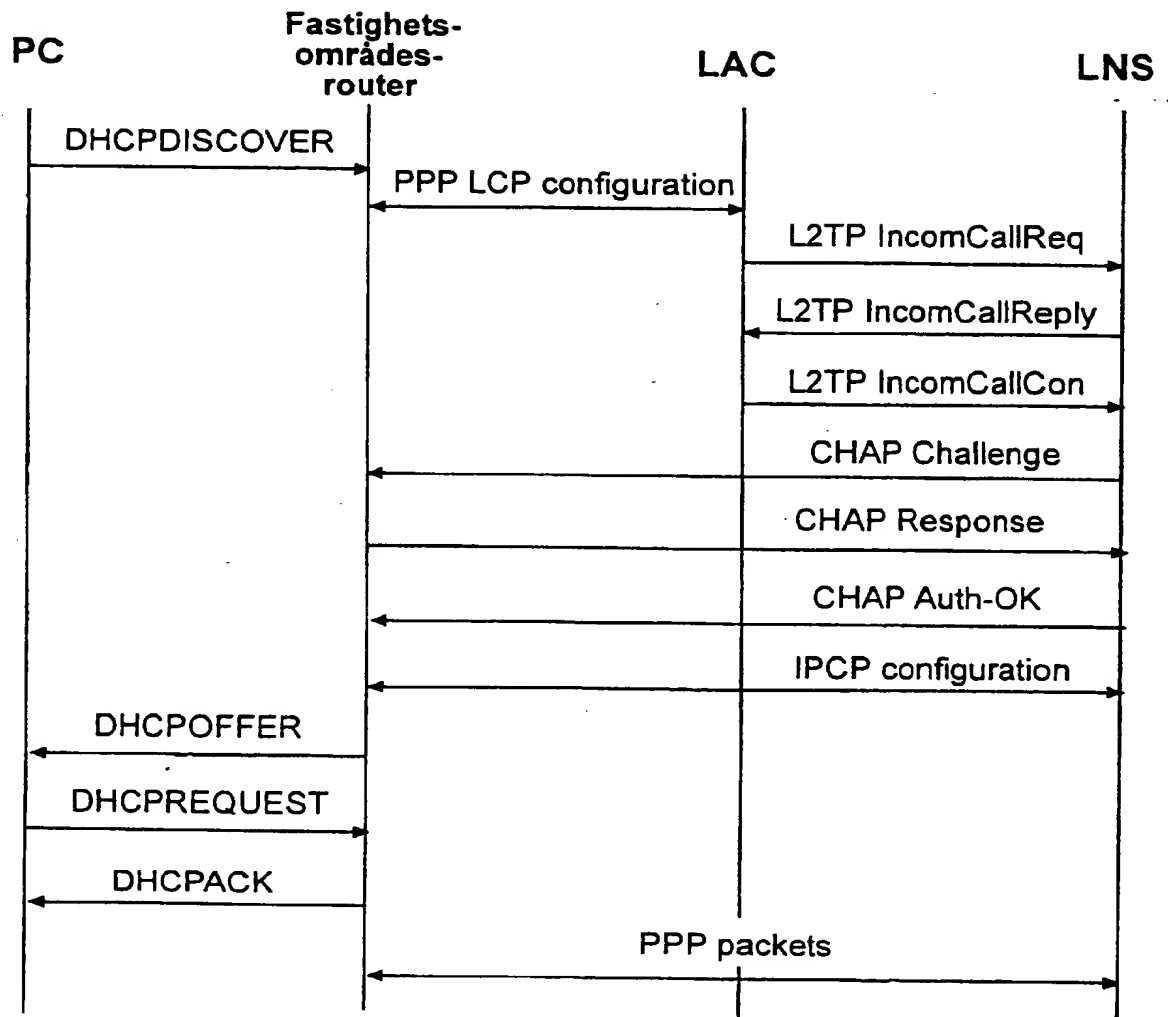 PC
Fastighets-
områdes-
router
LAC
LNS
DHCPDISCOVER
PPP LCP configuration
L2TP IncomCallReq
L2TP IncomCallReply
L2TP IncomCallCon
CHAP Challenge
CHAP Response
CHAP Auth-OK
IPCP configuration
DHCPOFFER
DHCPREQUEST
DHCPACK
PPP packets